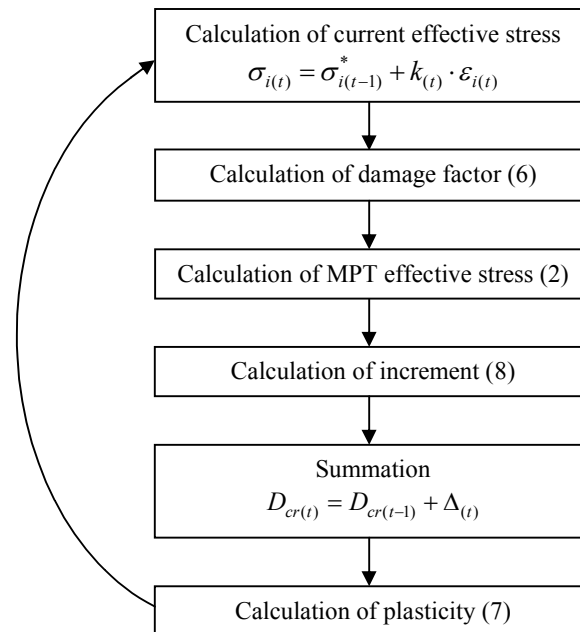 Calculation of current effective stress
σ_{i(t)} = σ^{*}_{i(t−1)} + k_{(t)} · ε_{i(t)}
Calculation of damage factor (6)
Calculation of MPT effective stress (2)
Calculation of increment (8)
Summation
D_{cr(t)} = D_{cr(t−1)} + Δ_{(t)}
Calculation of plasticity (7)